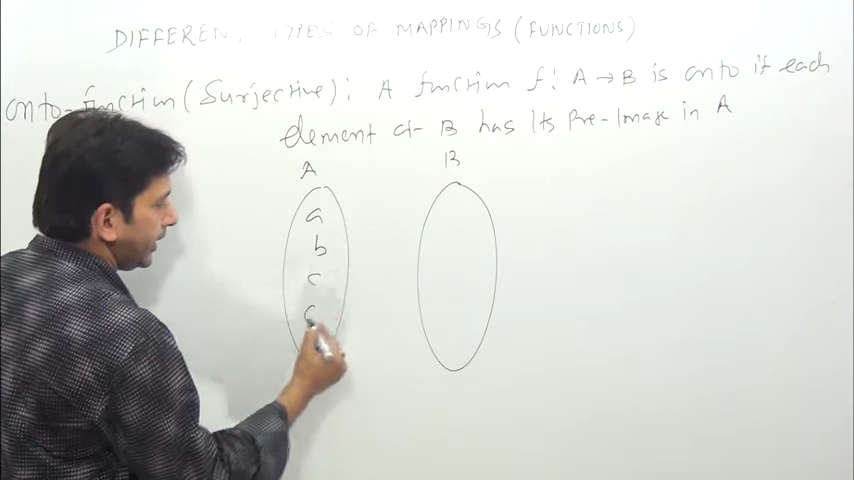 DIFFEREN TYPES OF MAPPINGS (FUNCTIONS)
onto-function (Surjective) : A function f: A → B is onto if each
element of B has Its Pre-Image in A
A B
a
b
c